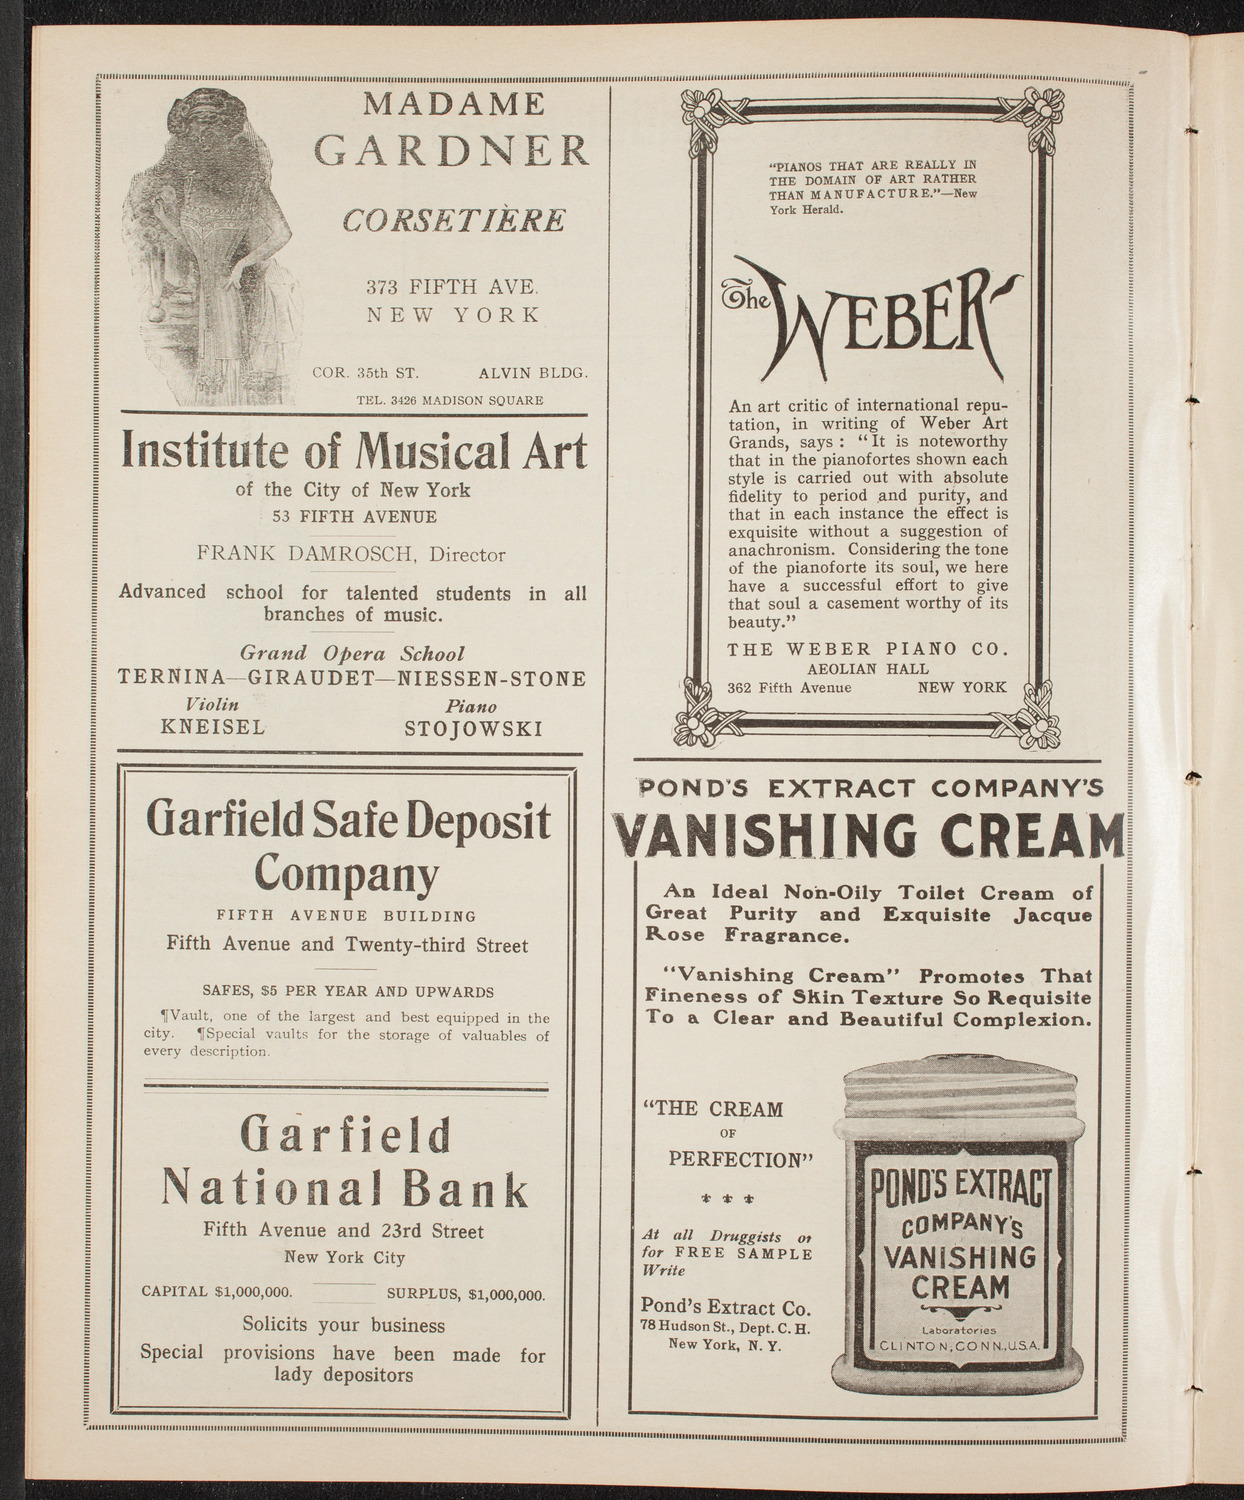 MADAME
GARDNER
CORSETIÈRE
373 FIFTH AVE.
NEW YORK
COR. 35th ST. ALVIN BLDG.
TEL. 3426 MADISON SQUARE
Institute of Musical Art
of the City of New York
53 FIFTH AVENUE
FRANK DAMROSCH, Director
Advanced school for talented students in all
branches of music.
Grand Opera School
TERNINA—GIRAUDET—NIESSEN-STONE
Violin Piano
KNEISEL STOJOWSKI
Garfield Safe Deposit
Company
FIFTH AVENUE BUILDING
Fifth Avenue and Twenty-third Street
SAFES, $5 PER YEAR AND UPWARDS
¶Vault, one of the largest and best equipped in the
city. ¶Special vaults for the storage of valuables of
every description.
Garfield
National Bank
Fifth Avenue and 23rd Street
New York City
CAPITAL $1,000,000. SURPLUS, $1,000,000.
Solicits your business
Special provisions have been made for
lady depositors
"PIANOS THAT ARE REALLY IN
THE DOMAIN OF ART RATHER
THAN MANUFACTURE."—New
York Herald.
The WEBER
An art critic of international repu-
tation, in writing of Weber Art
Grands, says : "It is noteworthy
that in the pianofortes shown each
style is carried out with absolute
fidelity to period and purity, and
that in each instance the effect is
exquisite without a suggestion of
anachronism. Considering the tone
of the pianoforte its soul, we here
have a successful effort to give
that soul a casement worthy of its
beauty."
THE WEBER PIANO CO.
AEOLIAN HALL
362 Fifth Avenue NEW YORK
POND'S EXTRACT COMPANY'S
VANISHING CREAM
An Ideal Non-Oily Toilet Cream of
Great Purity and Exquisite Jacque
Rose Fragrance.
"Vanishing Cream" Promotes That
Fineness of Skin Texture So Requisite
To a Clear and Beautiful Complexion.
"THE CREAM
OF
PERFECTION"
* * *
At all Druggists or
for FREE SAMPLE
Write
Pond's Extract Co.
78 Hudson St., Dept. C. H.
New York, N. Y.
POND'S EXTRACT
COMPANY'S
VANISHING
CREAM
Laboratories
CLINTON, CONN., U.S.A.